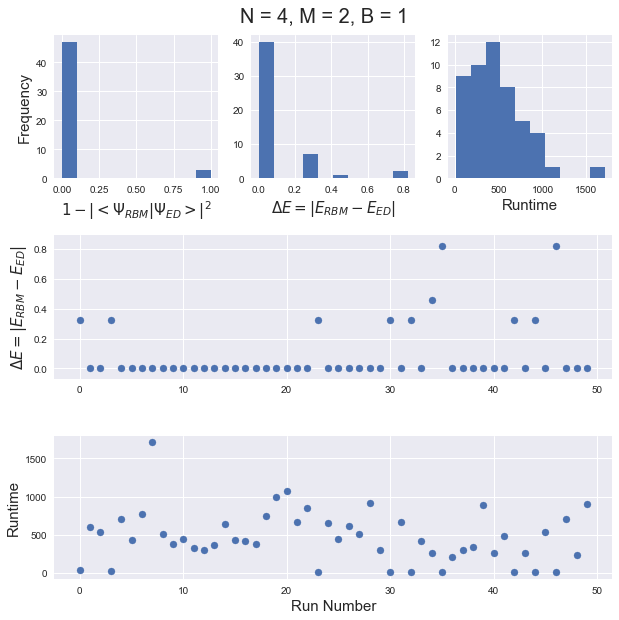 N = 4, M = 2, B = 1
Frequency
40
30
20
10
0
0.00 0.25 0.50 0.75 1.00
1 − |< Ψ_RBM|Ψ_ED >|²
40
30
20
10
0
0.0 0.2 0.4 0.6 0.8
ΔE = |E_RBM − E_ED|
12
10
8
6
4
2
0
0 500 1000 1500
Runtime
ΔE = |E_RBM − E_ED|
0.8
0.6
0.4
0.2
0.0
0 10 20 30 40 50
Runtime
1500
1000
500
0
0 10 20 30 40 50
Run Number